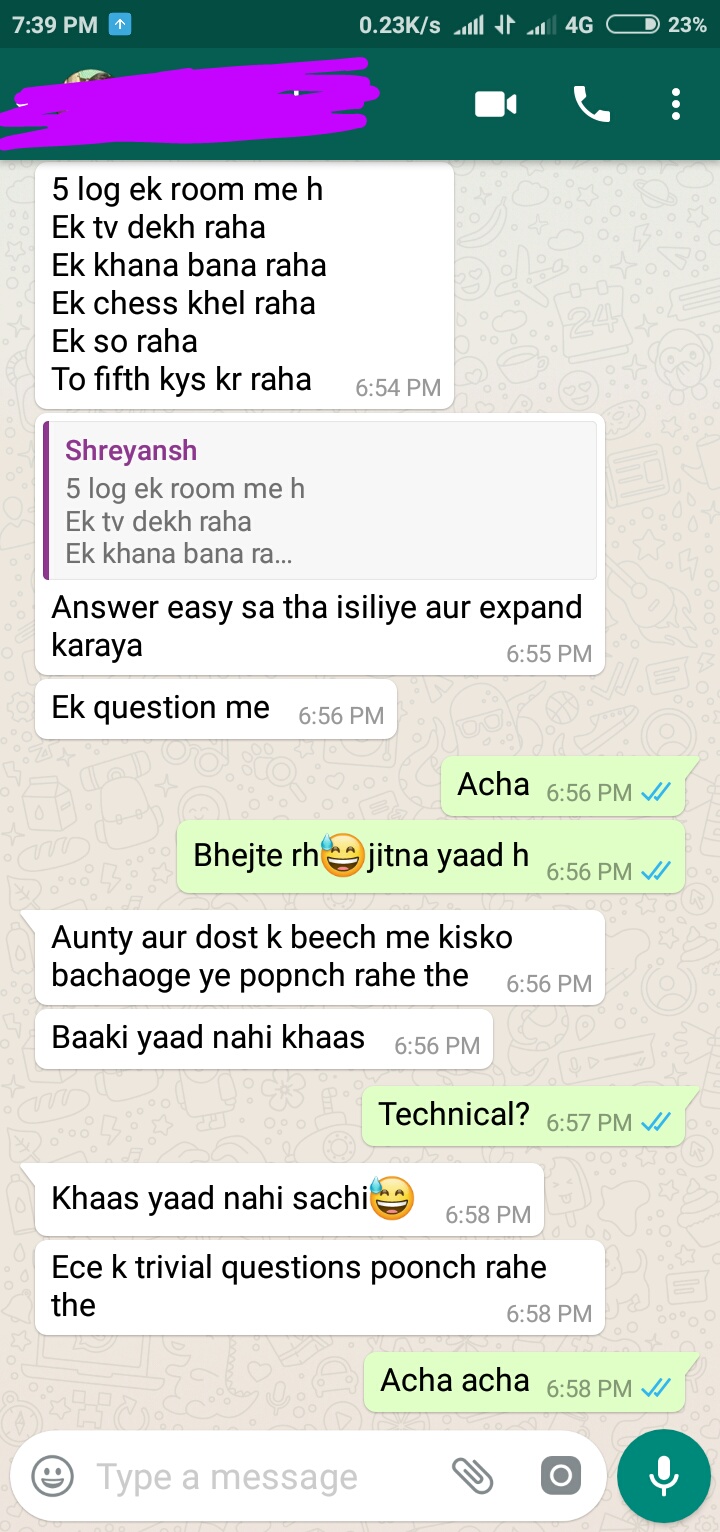 7:39 PM 0.23K/s 4G 23%
5 log ek room me h
Ek tv dekh raha
Ek khana bana raha
Ek chess khel raha
Ek so raha
To fifth kys kr raha 6:54 PM
Shreyansh
5 log ek room me h
Ek tv dekh raha
Ek khana bana ra...
Answer easy sa tha isiliye aur expand
karaya 6:55 PM
Ek question me 6:56 PM
Acha 6:56 PM
Bhejte rh😅jitna yaad h 6:56 PM
Aunty aur dost k beech me kisko
bachaoge ye popnch rahe the 6:56 PM
Baaki yaad nahi khaas 6:56 PM
Technical? 6:57 PM
Khaas yaad nahi sachi😅 6:58 PM
Ece k trivial questions poonch rahe
the 6:58 PM
Acha acha 6:58 PM
Type a message